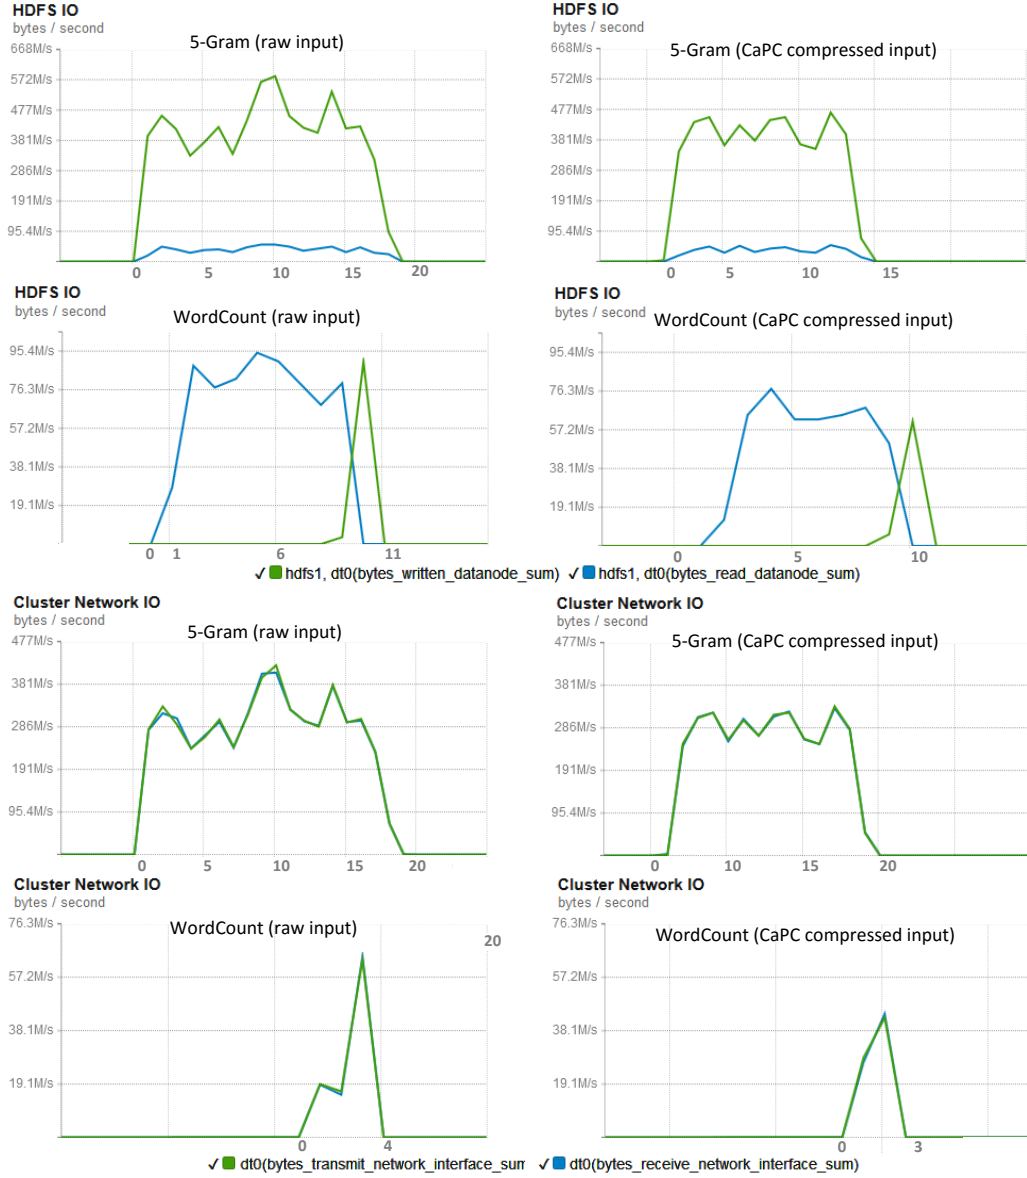 HDFS IO
bytes / second
5-Gram (raw input)
668M/s
572M/s
477M/s
381M/s
286M/s
191M/s
95.4M/s
0 5 10 15 20
HDFS IO
bytes / second
5-Gram (CaPC compressed input)
668M/s
572M/s
477M/s
381M/s
286M/s
191M/s
95.4M/s
0 5 10 15
HDFS IO
bytes / second
WordCount (raw input)
95.4M/s
76.3M/s
57.2M/s
38.1M/s
19.1M/s
0 1 6 11
HDFS IO
bytes / second
WordCount (CaPC compressed input)
95.4M/s
76.3M/s
57.2M/s
38.1M/s
19.1M/s
0 5 10
✓ hdfs1, dt0(bytes_written_datanode_sum) ✓ hdfs1, dt0(bytes_read_datanode_sum)
Cluster Network IO
bytes / second
5-Gram (raw input)
477M/s
381M/s
286M/s
191M/s
95.4M/s
0 5 10 15 20
Cluster Network IO
bytes / second
5-Gram (CaPC compressed input)
477M/s
381M/s
286M/s
191M/s
95.4M/s
0 10 15 20
Cluster Network IO
bytes / second
WordCount (raw input)
20
76.3M/s
57.2M/s
38.1M/s
19.1M/s
0 4
Cluster Network IO
bytes / second
WordCount (CaPC compressed input)
76.3M/s
57.2M/s
38.1M/s
19.1M/s
0 3
✓ dt0(bytes_transmit_network_interface_sum ✓ dt0(bytes_receive_network_interface_sum)